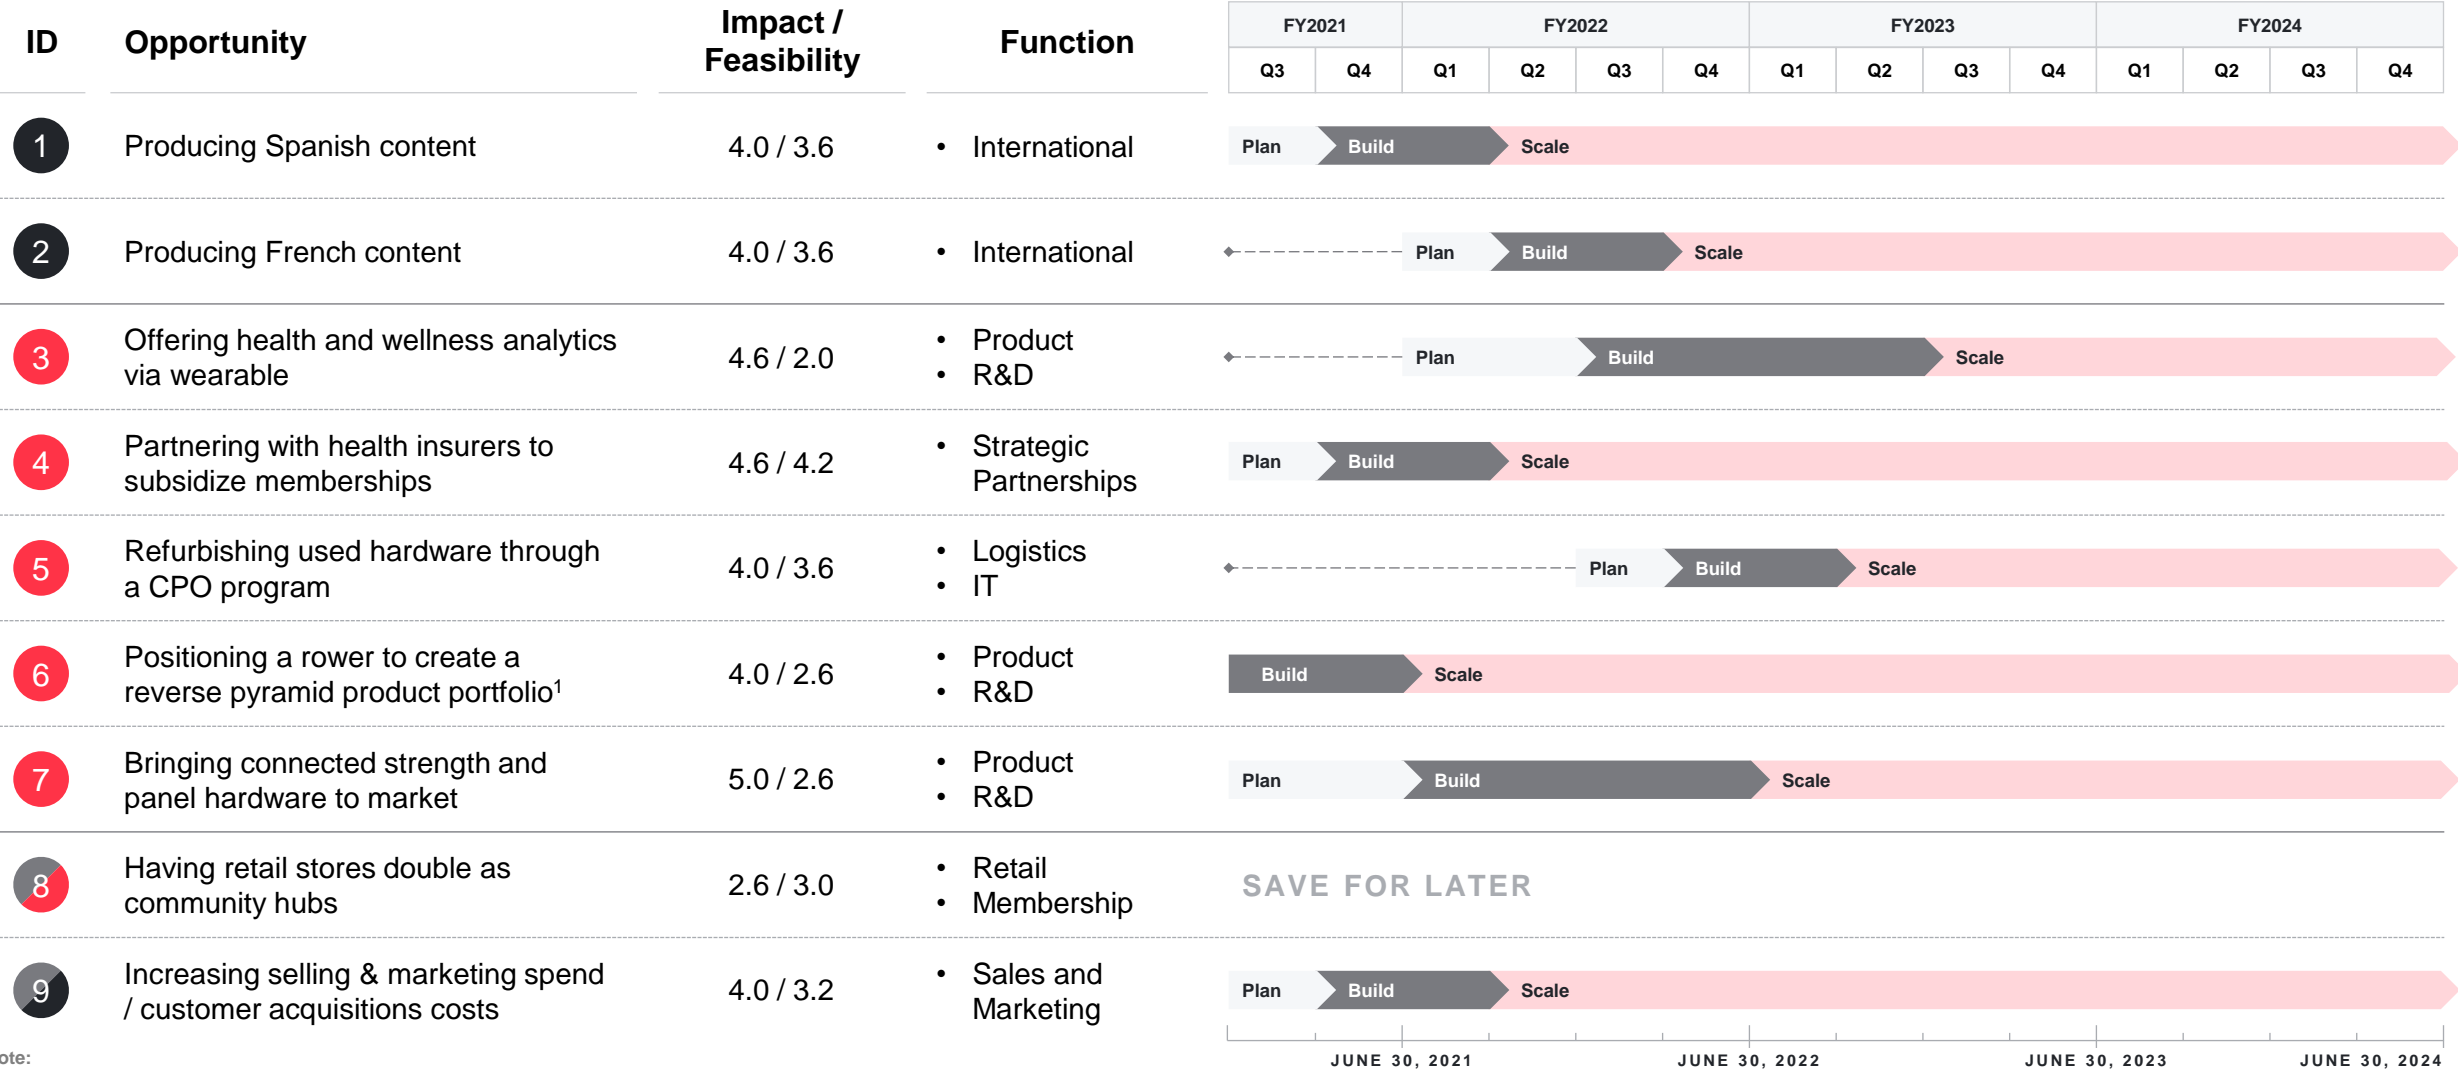 ID Opportunity Impact / Feasibility Function
FY2021 FY2022 FY2023 FY2024
Q3 Q4 Q1 Q2 Q3 Q4 Q1 Q2 Q3 Q4 Q1 Q2 Q3 Q4
1 Producing Spanish content 4.0 / 3.6 • International Plan Build Scale
2 Producing French content 4.0 / 3.6 • International Plan Build Scale
3 Offering health and wellness analytics
via wearable 4.6 / 2.0 • Product
• R&D Plan Build Scale
4 Partnering with health insurers to
subsidize memberships 4.6 / 4.2 • Strategic
Partnerships Plan Build Scale
5 Refurbishing used hardware through
a CPO program 4.0 / 3.6 • Logistics
• IT Plan Build Scale
6 Positioning a rower to create a
reverse pyramid product portfolio¹ 4.0 / 2.6 • Product
• R&D Build Scale
7 Bringing connected strength and
panel hardware to market 5.0 / 2.6 • Product
• R&D Plan Build Scale
8 Having retail stores double as
community hubs 2.6 / 3.0 • Retail
• Membership SAVE FOR LATER
9 Increasing selling & marketing spend
/ customer acquisitions costs 4.0 / 3.2 • Sales and
Marketing Plan Build Scale
ote: JUNE 30, 2021 JUNE 30, 2022 JUNE 30, 2023 JUNE 30, 2024